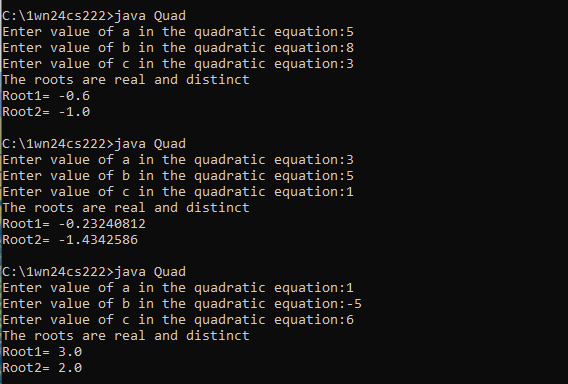 C:\1wn24cs222>java Quad
Enter value of a in the quadratic equation:5
Enter value of b in the quadratic equation:8
Enter value of c in the quadratic equation:3
The roots are real and distinct
Root1= -0.6
Root2= -1.0
C:\1wn24cs222>java Quad
Enter value of a in the quadratic equation:3
Enter value of b in the quadratic equation:5
Enter value of c in the quadratic equation:1
The roots are real and distinct
Root1= -0.23240812
Root2= -1.4342586
C:\1wn24cs222>java Quad
Enter value of a in the quadratic equation:1
Enter value of b in the quadratic equation:-5
Enter value of c in the quadratic equation:6
The roots are real and distinct
Root1= 3.0
Root2= 2.0